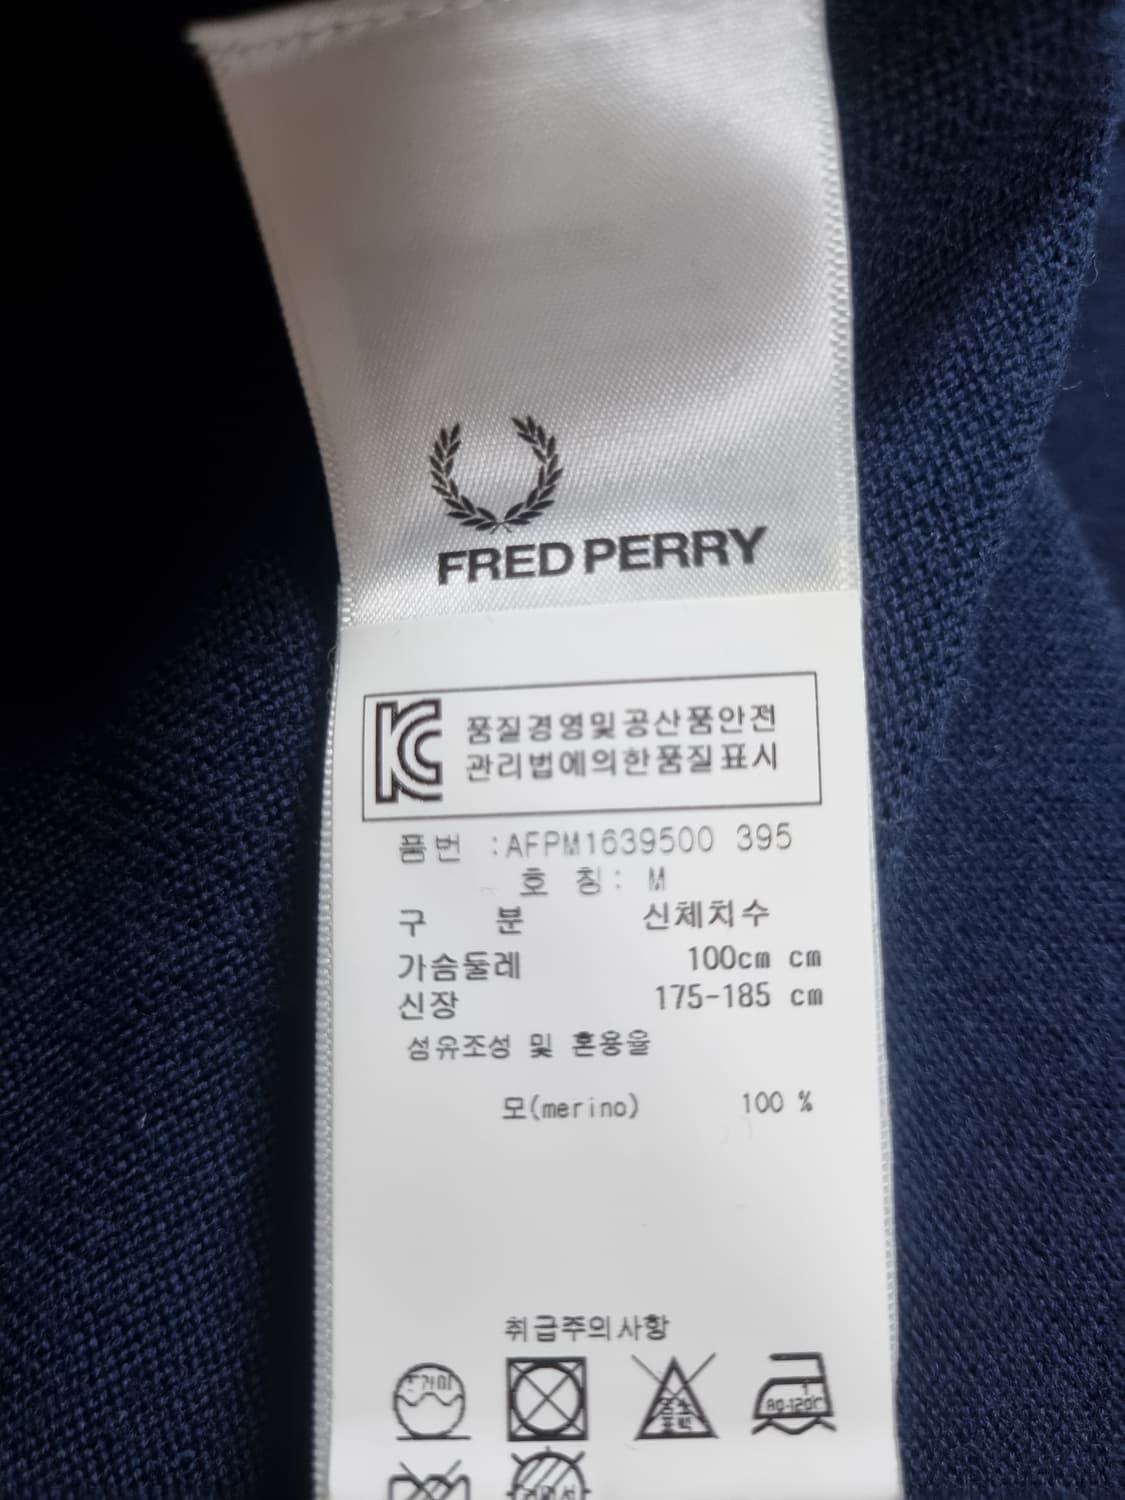 FRED PERRY
품질경영및공산품안전
관리법에의한품질표시
품번 :AFPM1639500 395
호 칭: M
구 분 신체치수
가슴둘레 100cm cm
신장 175-185 cm
섬유조성 및 혼용율
모(merino) 100 %
취급주의사항